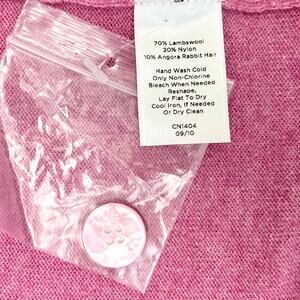 70% Lambswool
20% Nylon
10% Angora Rabbit Hair
Hand Wash Cold
Only Non-Chlorine
Bleach When Needed
Reshape,
Lay Flat To Dry
Cool Iron, If Needed
Or Dry Clean
CN1404
09/10